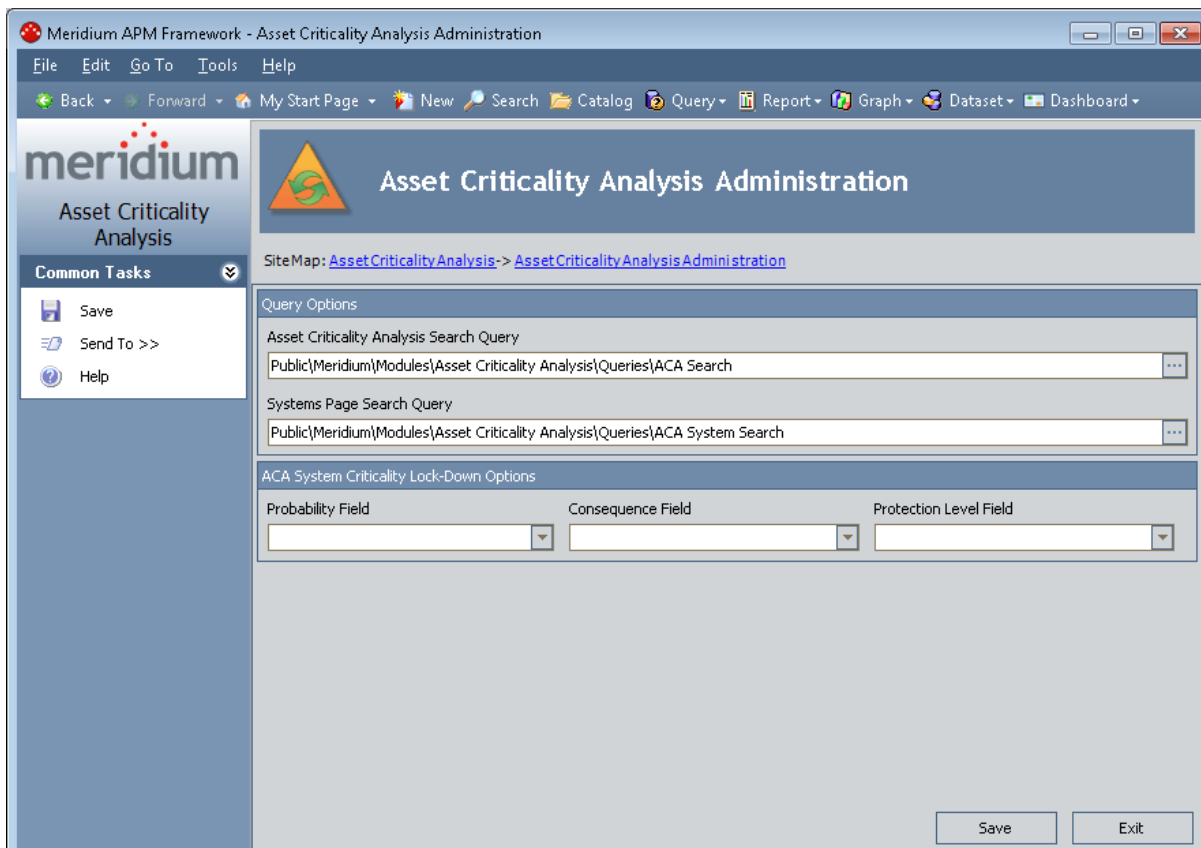 Meridium APM Framework - Asset Criticality Analysis Administration
File Edit Go To Tools Help
Back Forward My Start Page New Search Catalog Query Report Graph Dataset Dashboard
meridium
Asset Criticality
Analysis
Common Tasks
Save
Send To >>
Help
Asset Criticality Analysis Administration
Site Map: Asset Criticality Analysis-> Asset Criticality Analysis Administration
Query Options
Asset Criticality Analysis Search Query
Public\Meridium\Modules\Asset Criticality Analysis\Queries\ACA Search
...
Systems Page Search Query
Public\Meridium\Modules\Asset Criticality Analysis\Queries\ACA System Search
...
ACA System Criticality Lock-Down Options
Probability Field Consequence Field Protection Level Field
Save Exit